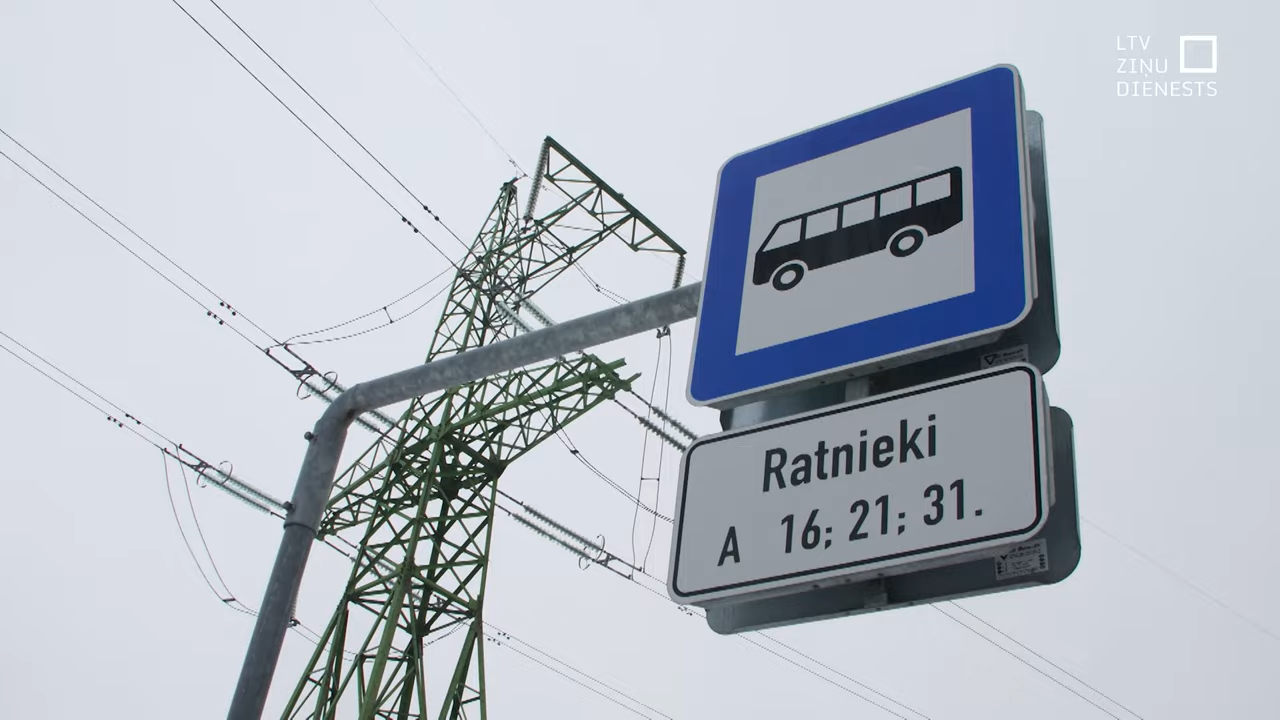 LTV
ZIŅU
DIENESTS
Ratnieki
A 16; 21; 31.